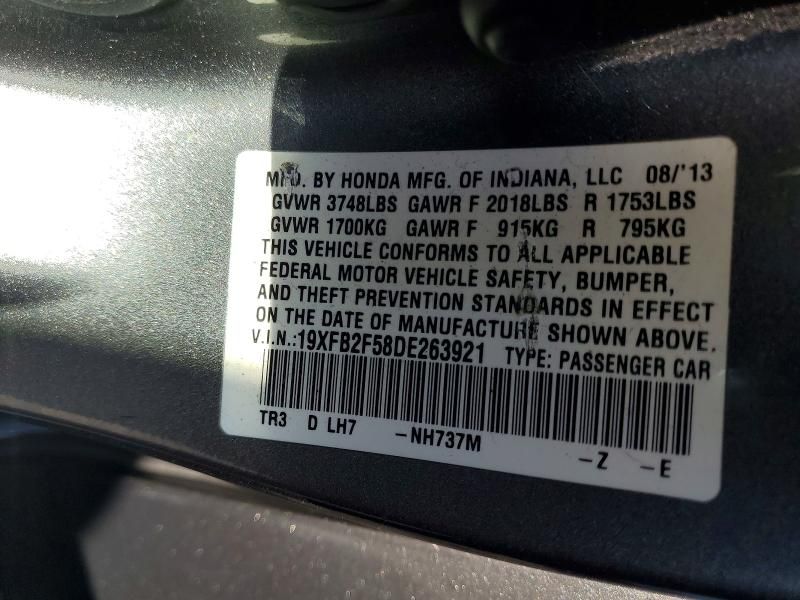 MFD. BY HONDA MFG. OF INDIANA, LLC 08/'13
GVWR 3748LBS GAWR F 2018LBS R 1753LBS
GVWR 1700KG GAWR F 915KG R 795KG
THIS VEHICLE CONFORMS TO ALL APPLICABLE
FEDERAL MOTOR VEHICLE SAFETY, BUMPER,
AND THEFT PREVENTION STANDARDS IN EFFECT
ON THE DATE OF MANUFACTURE SHOWN ABOVE.
V.I.N.:19XFB2F58DE263921 TYPE: PASSENGER CAR
TR3 D LH7 -NH737M -Z -E